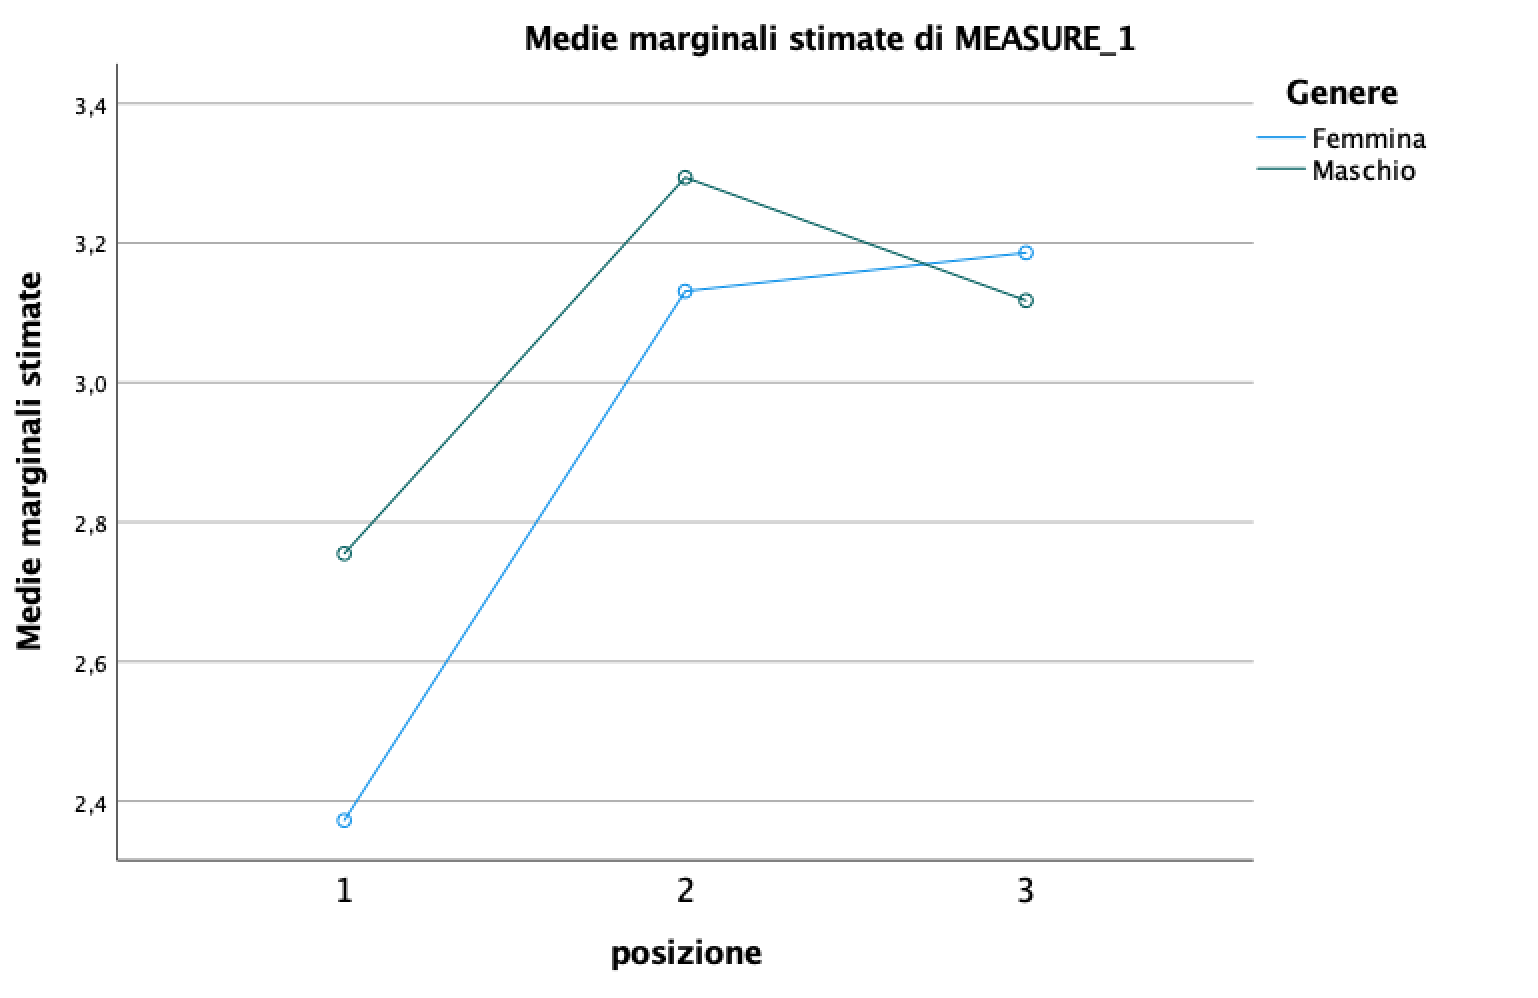 Medie marginali stimate di MEASURE_1
Genere
Femmina
Maschio
Medie marginali stimate
3,4
3,2
3,0
2,8
2,6
2,4
1
2
3
posizione